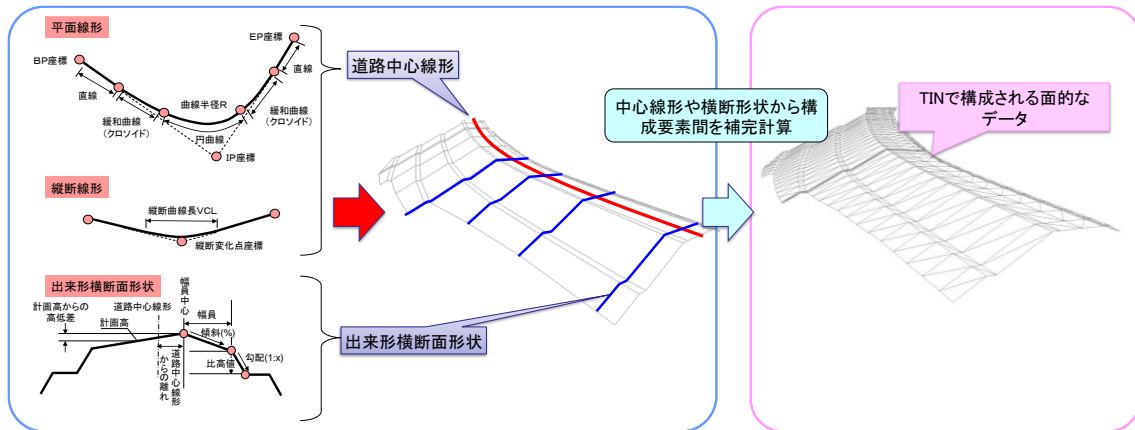 平面線形
EP座標
BP座標
直線
直線
曲線半径R
緩和曲線
(クロソイド)
緩和曲線
(クロソイド)
円曲線
IP座標
縦断線形
縦断曲線長VCL
縦断変化点座標
出来形横断面形状
幅員中心
計画高からの
高低差
道路中心線形
幅員
計画高
傾斜(%)
勾配(1:x)
比高値
道路中心線形
からの離れ
道路中心線形
出来形横断面形状
中心線形や横断形状から構
成要素間を補完計算
TINで構成される面的な
データ